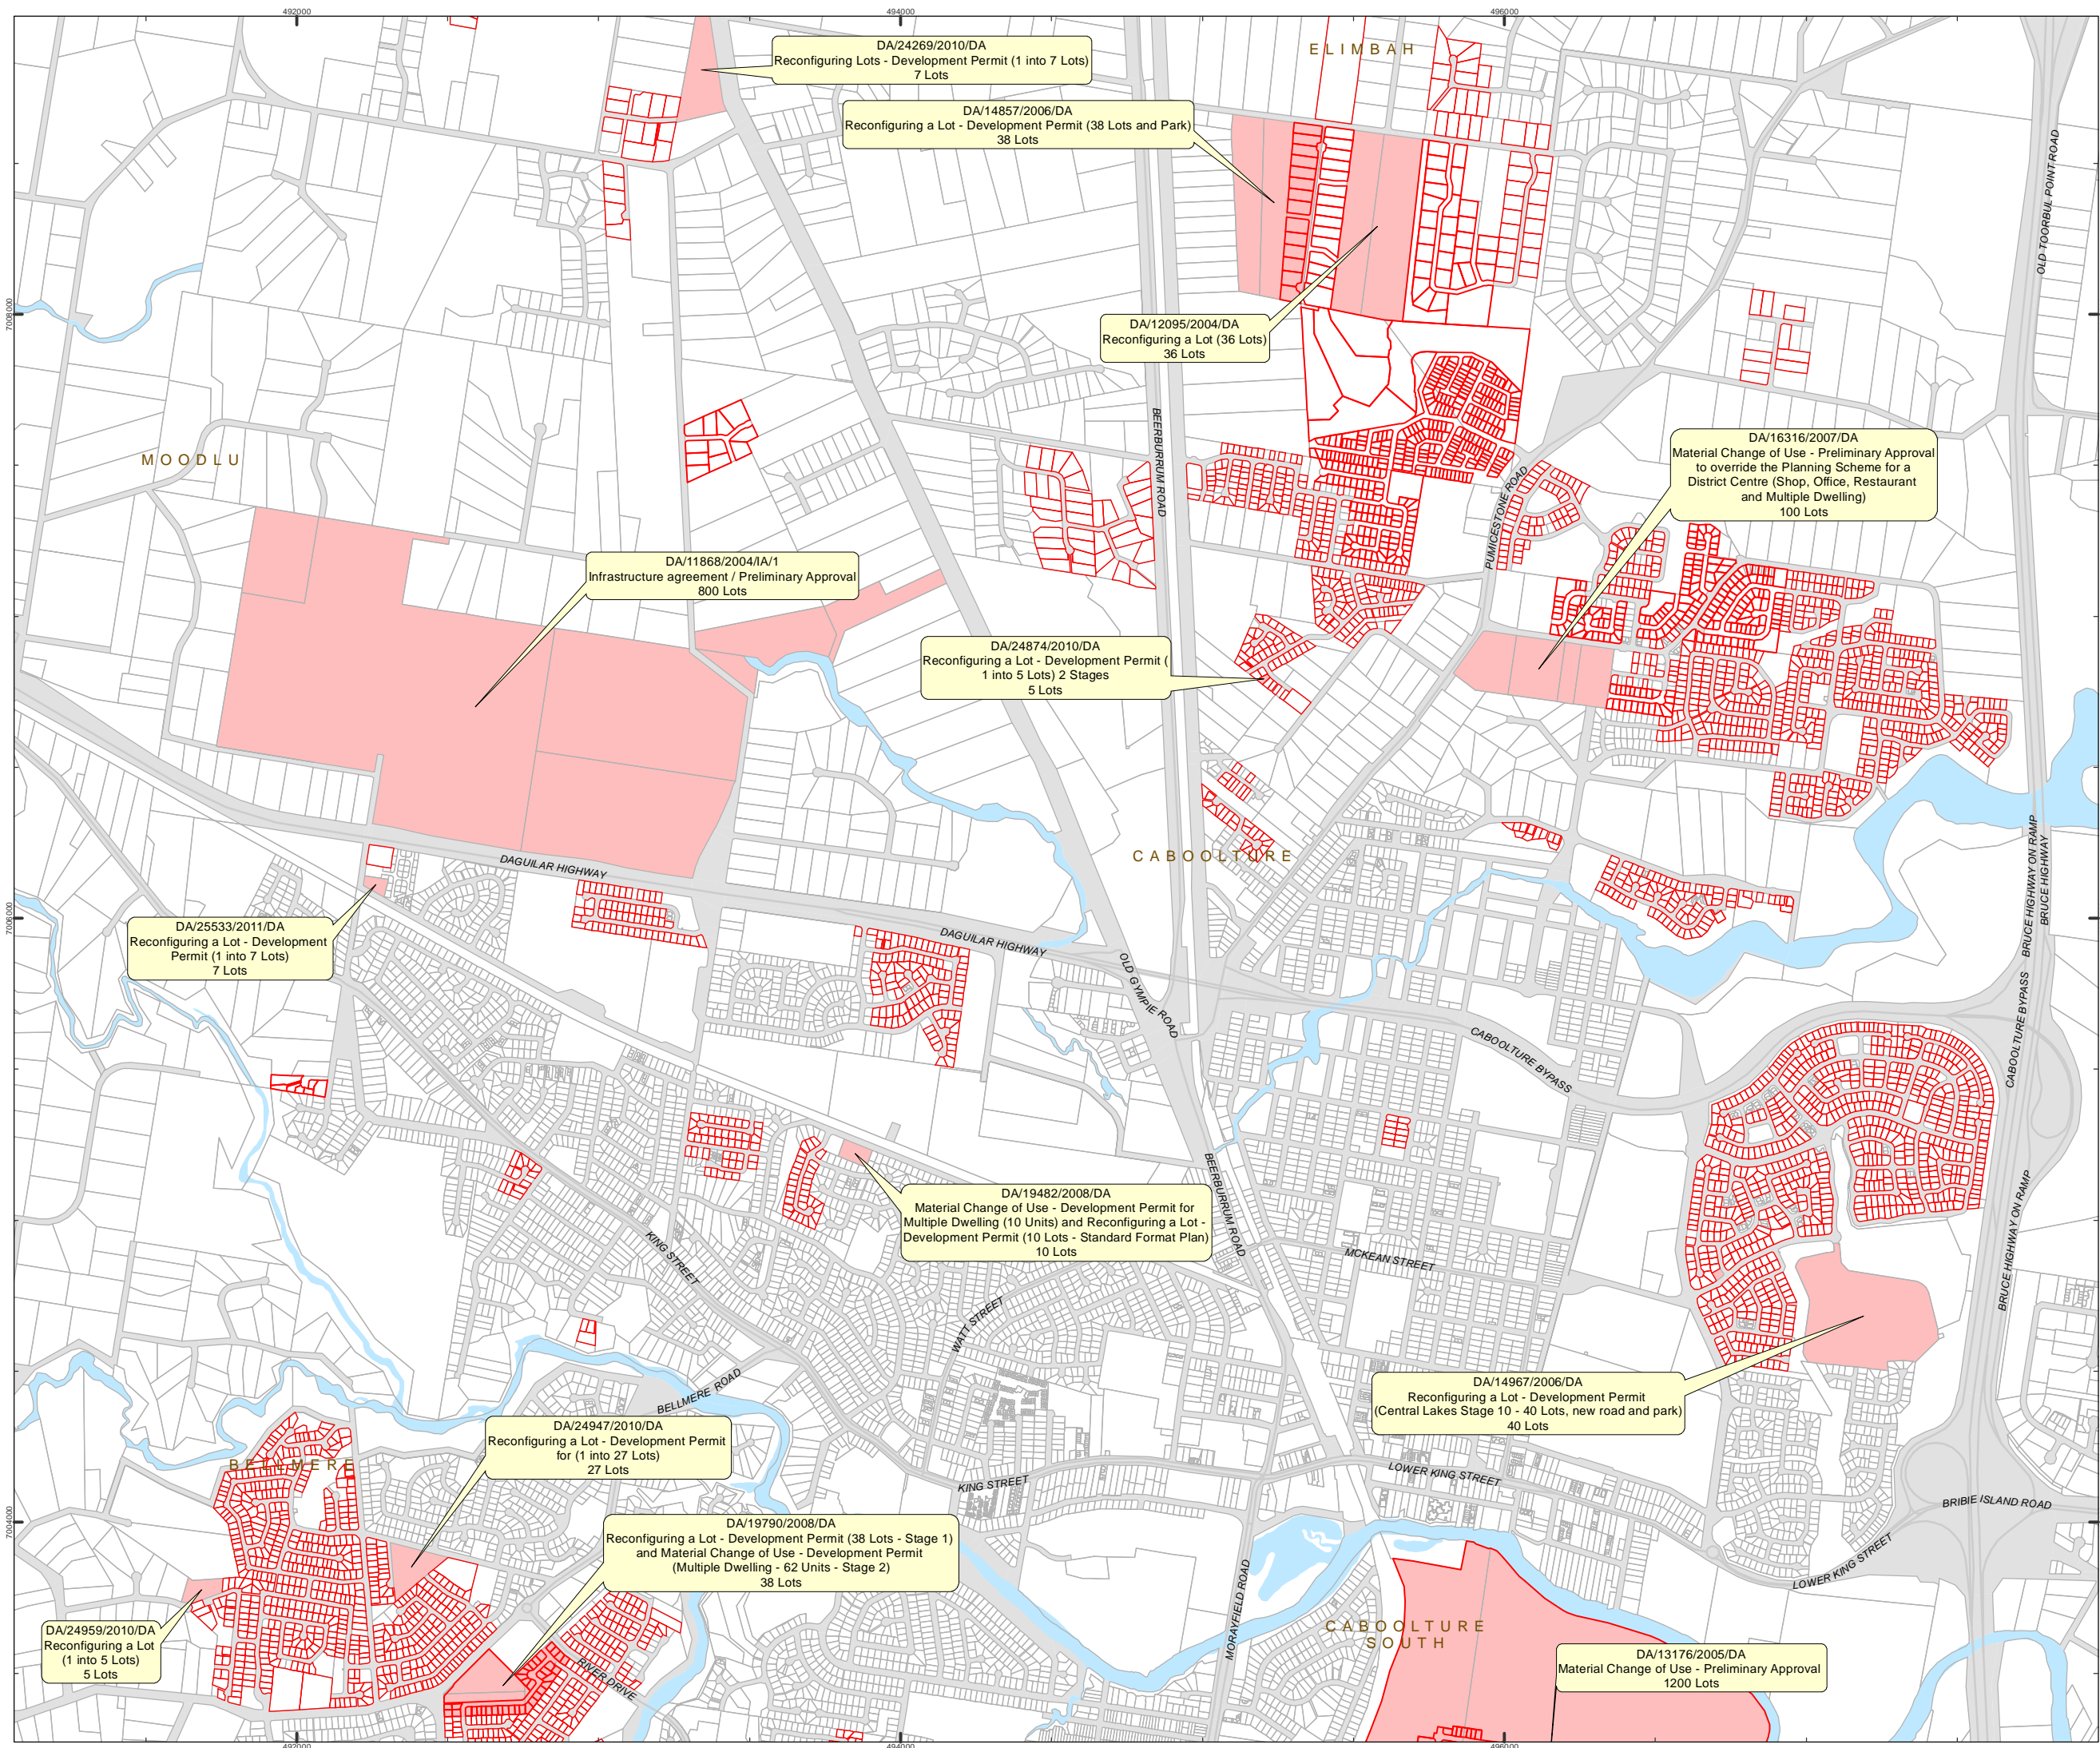 492000
494000
496000
DA/24269/2010/DA
Reconfiguring Lots - Development Permit (1 into 7 Lots)
7 Lots
ELIMBAH
DA/14857/2006/DA
Reconfiguring a Lot - Development Permit (38 Lots and Park)
38 Lots
OLD TOORBUL POINT ROAD
7008000
DA/12095/2004/DA
Reconfiguring a Lot (36 Lots)
36 Lots
MOODLU
BEERBURRUM ROAD
PUMICESTONE ROAD
DA/16316/2007/DA
Material Change of Use - Preliminary Approval
to override the Planning Scheme for a
District Centre (Shop, Office, Restaurant
and Multiple Dwelling)
100 Lots
DA/11868/2004/IA/1
Infrastructure agreement / Preliminary Approval
800 Lots
DA/24874/2010/DA
Reconfiguring a Lot - Development Permit (
1 into 5 Lots) 2 Stages
5 Lots
CABOOLTURE
DAGUILAR HIGHWAY
BRUCE HIGHWAY ON RAMP
BRUCE HIGHWAY
7006000
DA/25533/2011/DA
Reconfiguring a Lot - Development
Permit (1 into 7 Lots)
7 Lots
DAGUILAR HIGHWAY
OLD GYMPIE ROAD
CABOOLTURE BYPASS
CABOOLTURE BYPASS
DA/19482/2008/DA
Material Change of Use - Development Permit for
Multiple Dwelling (10 Units) and Reconfiguring a Lot -
Development Permit (10 Lots - Standard Format Plan)
10 Lots
BEERBURRUM ROAD
KING STREET
MCKEAN STREET
BRUCE HIGHWAY ON RAMP
WATT STREET
BELLMERE ROAD
DA/14967/2006/DA
Reconfiguring a Lot - Development Permit
(Central Lakes Stage 10 - 40 Lots, new road and park)
40 Lots
DA/24947/2010/DA
Reconfiguring a Lot - Development Permit
for (1 into 27 Lots)
27 Lots
BELLMERE
KING STREET
LOWER KING STREET
BRIBIE ISLAND ROAD
7004000
DA/19790/2008/DA
Reconfiguring a Lot - Development Permit (38 Lots - Stage 1)
and Material Change of Use - Development Permit
(Multiple Dwelling - 62 Units - Stage 2)
38 Lots
LOWER KING STREET
MORAYFIELD ROAD
DA/24959/2010/DA
Reconfiguring a Lot
(1 into 5 Lots)
5 Lots
CABOOLTURE
SOUTH
RIVER DRIVE
DA/13176/2005/DA
Material Change of Use - Preliminary Approval
1200 Lots
492000
494000
496000